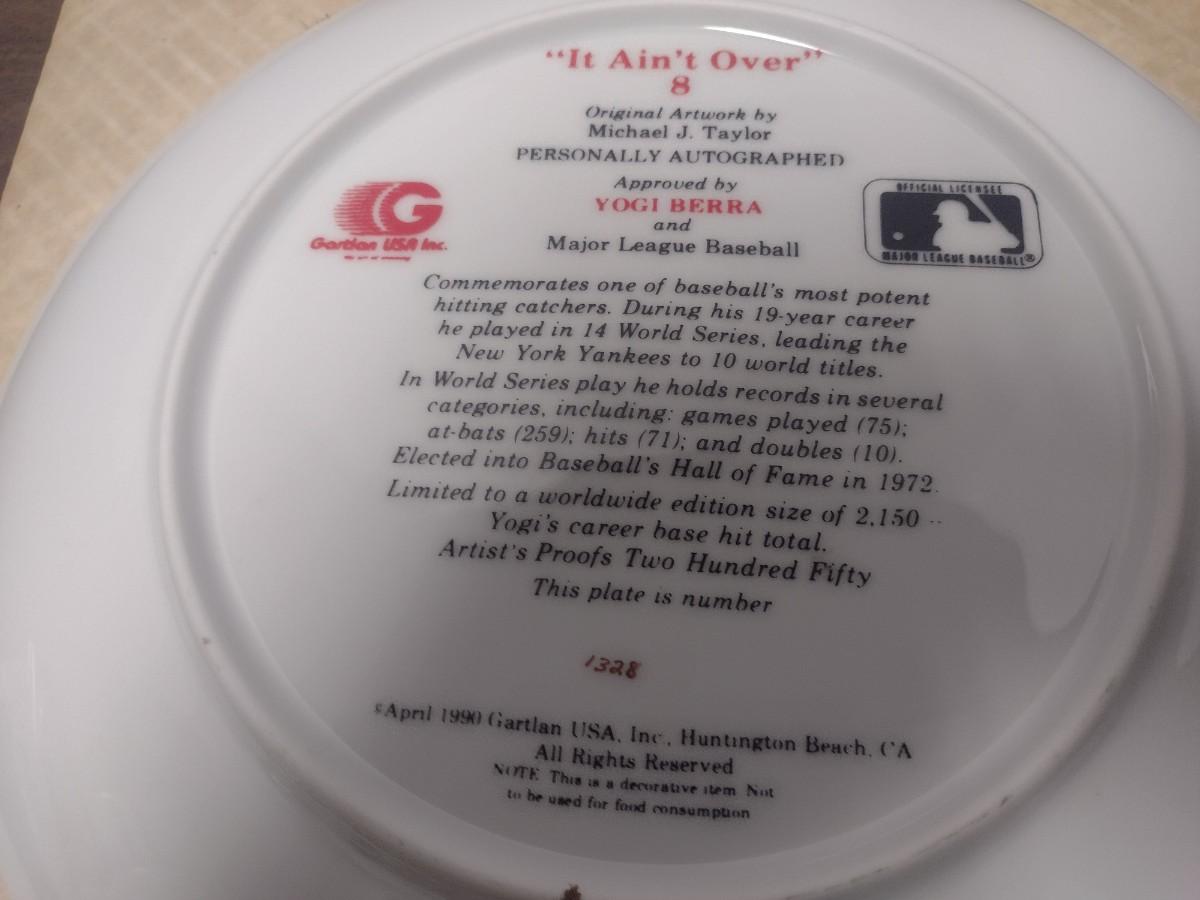 "It Ain't Over"
8
Original Artwork by
Michael J. Taylor
PERSONALLY AUTOGRAPHED
Approved by
YOGI BERRA
and
Major League Baseball
Gartlan USA Inc.
OFFICIAL LICENSEE
MAJOR LEAGUE BASEBALL®
Commemorates one of baseball's most potent
hitting catchers. During his 19-year career
he played in 14 World Series, leading the
New York Yankees to 10 world titles.
In World Series play he holds records in several
categories, including: games played (75);
at-bats (259); hits (71); and doubles (10).
Elected into Baseball's Hall of Fame in 1972.
Limited to a worldwide edition size of 2,150 --
Yogi's career base hit total.
Artist's Proofs Two Hundred Fifty
This plate is number
1328
©April 1990 Gartlan USA, Inc., Huntington Beach, CA
All Rights Reserved
NOTE This is a decorative item Not
to be used for food consumption